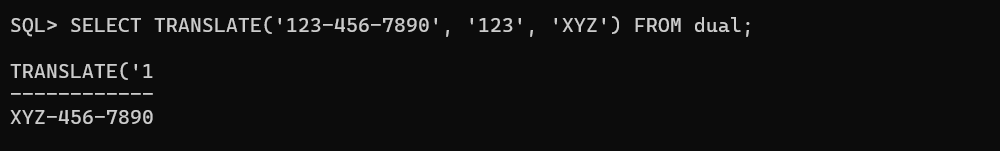 SQL> SELECT TRANSLATE('123-456-7890', '123', 'XYZ') FROM dual;
TRANSLATE('1
------------
XYZ-456-7890